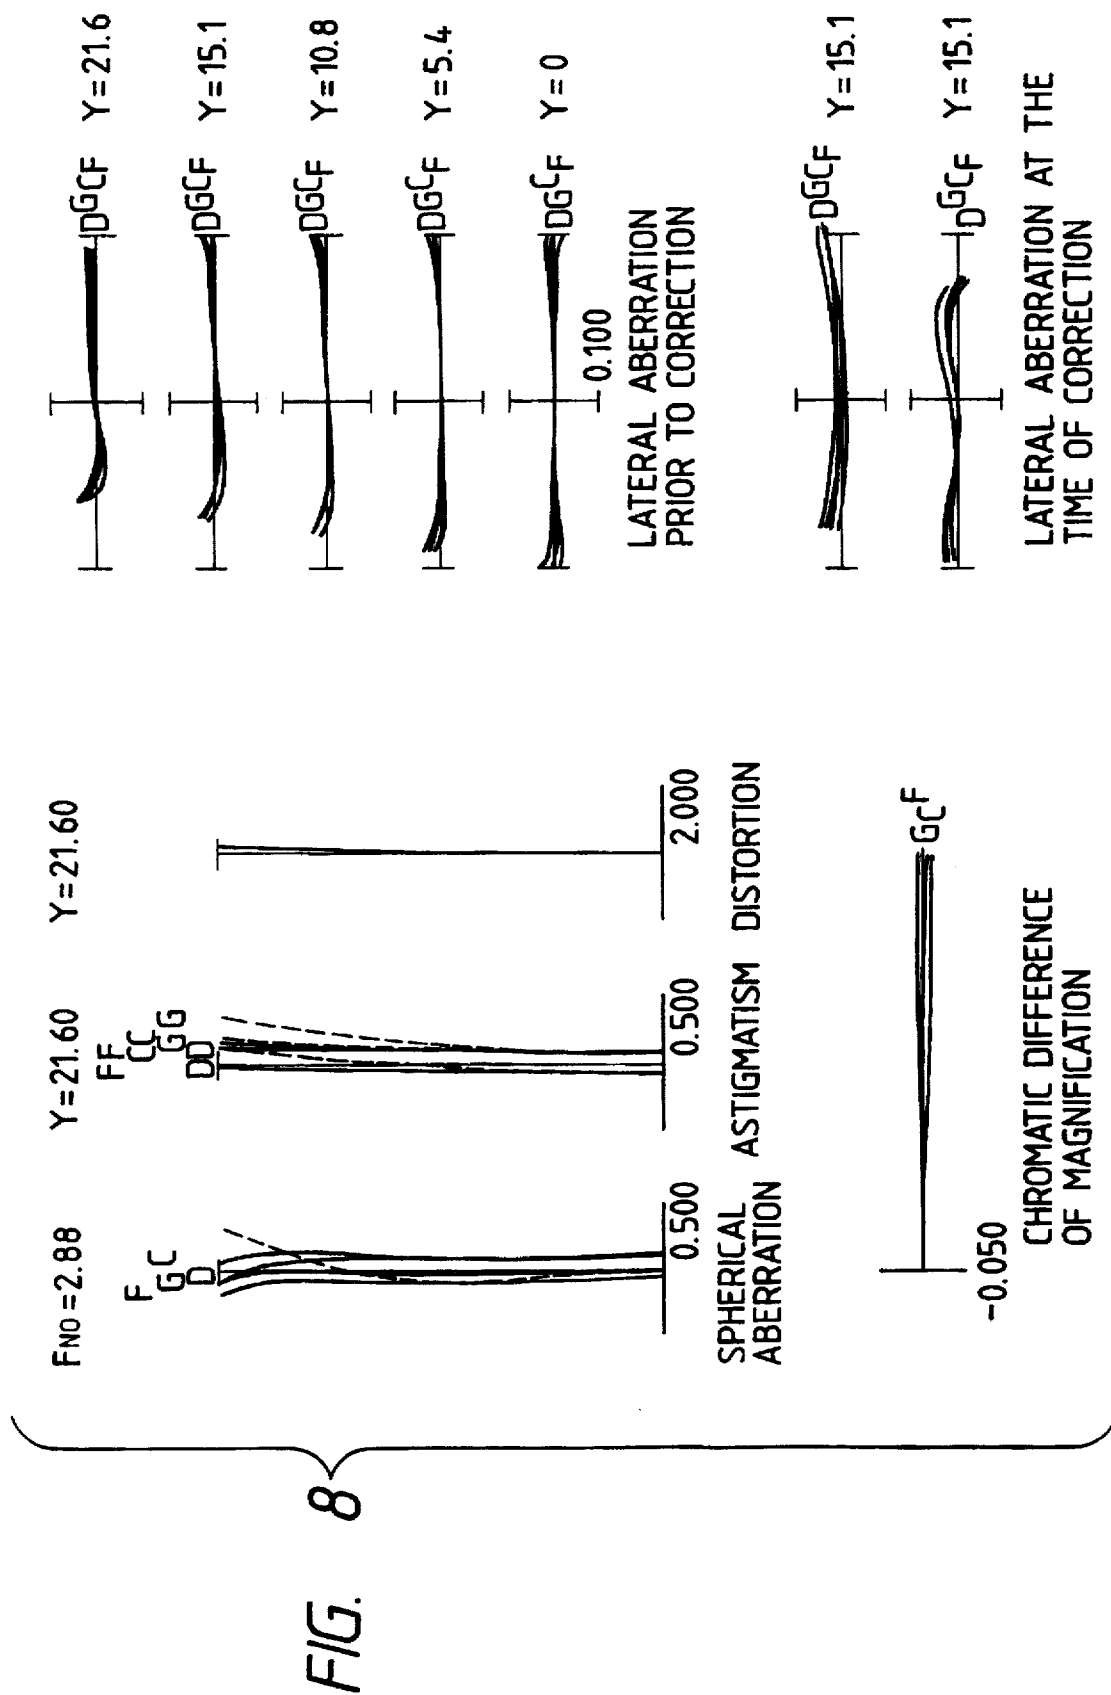 FIG. 8
FNO=2.88
F
G C
D
0.500
SPHERICAL
ABERRATION
Y=21.60
FF
CC
GG
DD
0.500
ASTIGMATISM
Y=21.60
2.000
DISTORTION
-0.050
GCF
CHROMATIC DIFFERENCE
OF MAGNIFICATION
DGCF Y=21.6
DGCF Y=15.1
DGCF Y=10.8
DGCF Y=5.4
DGCF Y=0
0.100
LATERAL ABERRATION
PRIOR TO CORRECTION
DGCF Y=15.1
DGCF Y=15.1
LATERAL ABERRATION AT THE
TIME OF CORRECTION